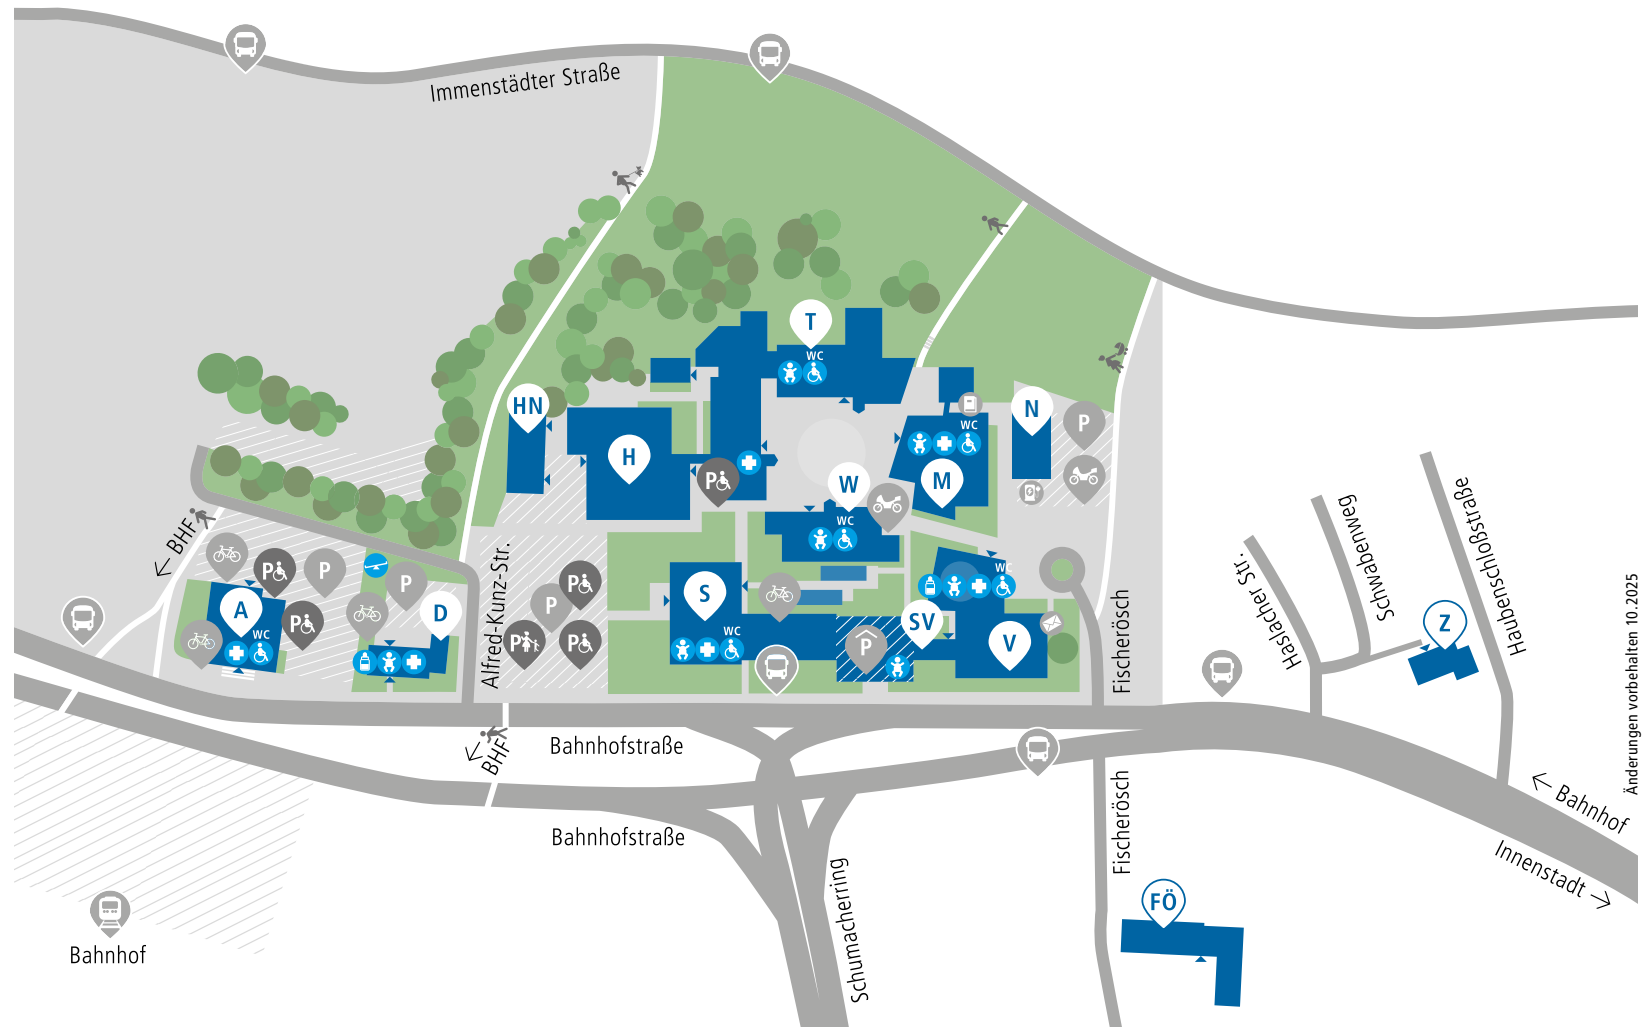 Immenstädter Straße
T
WC
HN
H
P
W
WC
M
WC
N
P
S
WC
SV
P
V
WC
A
WC
P
P
P
P
D
P
P
P
P
← BHF
Alfred-Kunz-Str.
← BHF
Bahnhofstraße
Bahnhofstraße
Schumacherring
Fischerösch
Fischerösch
FÖ
Haslacher Str.
Schwabenweg
Haubenschloßstraße
Z
← Bahnhof
Innenstadt →
Bahnhof
Änderungen vorbehalten 10.2025